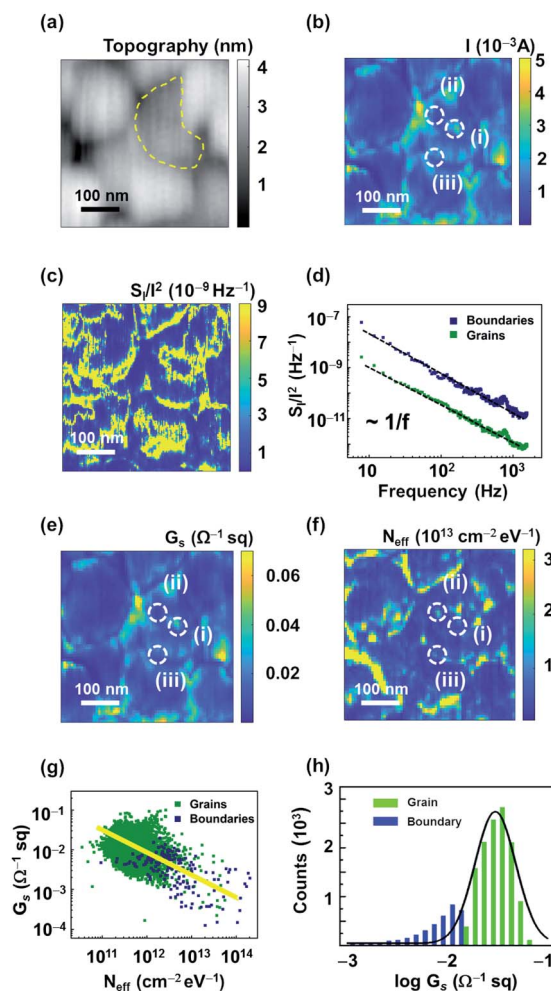 (a)
Topography (nm)
4
3
2
1
100 nm
(b)
I (10⁻³A)
5
4
3
2
1
(ii)
(i)
(iii)
100 nm
(c)
S_I/I² (10⁻⁹ Hz⁻¹)
9
7
5
3
1
100 nm
(d)
S_I/I² (Hz⁻¹)
10⁻⁷
10⁻⁹
10⁻¹¹
Boundaries
Grains
~ 1/f
10 10² 10³
Frequency (Hz)
(e)
G_s (Ω⁻¹ sq)
0.06
0.04
0.02
(ii)
(i)
(iii)
100 nm
(f)
N_eff (10¹³ cm⁻² eV⁻¹)
3
2
1
(ii)
(i)
(iii)
100 nm
(g)
G_s (Ω⁻¹ sq)
10⁰
10⁻¹
10⁻²
10⁻³
10⁻⁴
Grains
Boundaries
10¹¹ 10¹² 10¹³ 10¹⁴
N_eff (cm⁻² eV⁻¹)
(h)
Counts (10³)
3
2
1
Grain
Boundary
−3 −2 −1
log G_s (Ω⁻¹ sq)